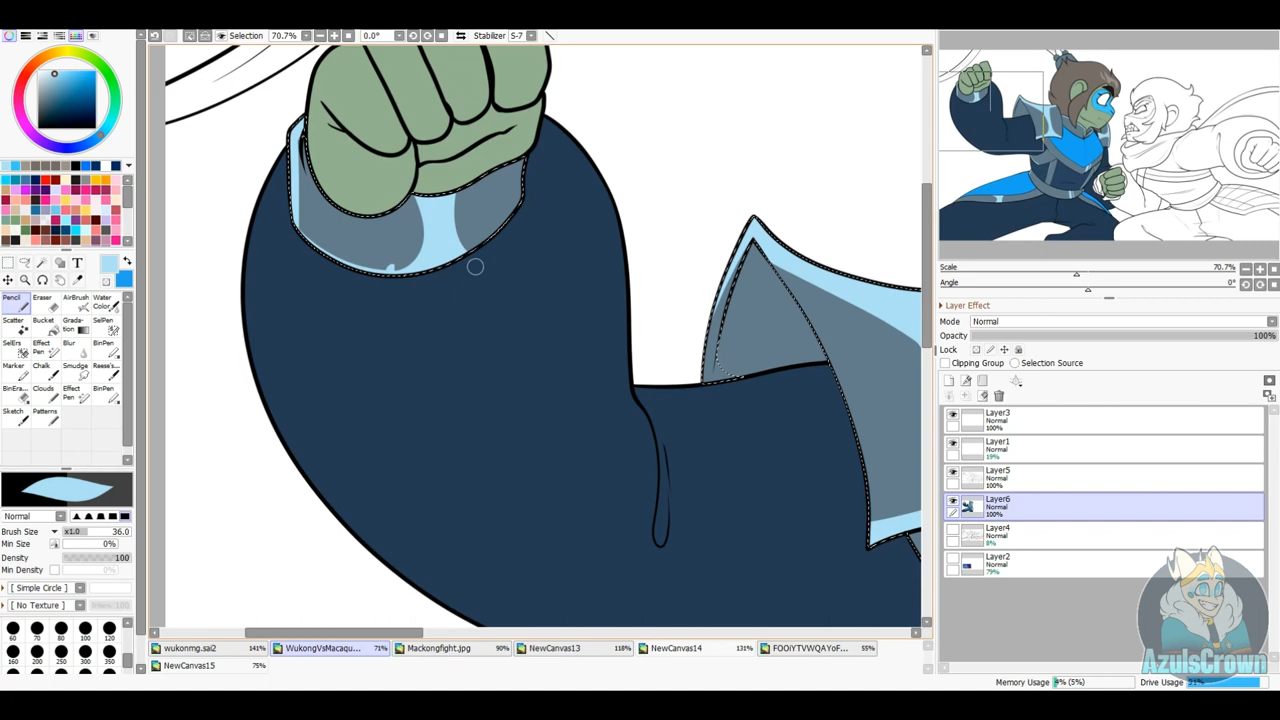 Selection 70.7% 0.0° Stabilizer S-7
T
Pencil Eraser AirBrush Water Color
Scatter Bucket Grada-tion SelPen
SelErs Effect Pen Blur BinPen
Marker Chalk Smudge Reese's...
BinEra... Clouds Effect Pen BinPen
Sketch Patterns
Normal
Brush Size x1.0 36.0
Min Size 0%
Density 100
Min Density 0%
[ Simple Circle ]
[ No Texture ]
60 70 80 100 120
160 200 250 300 350
wukonmg.sai2 141% WukongVsMacaqu... 71% Mackongfight.jpg 90% NewCanvas13 118% NewCanvas14 131% FOOiYTVWQAYoF... 55%
NewCanvas15 75%
Scale 70.7%
Angle 0°
Layer Effect
Mode Normal
Opacity 100%
Lock
Clipping Group Selection Source
Layer3
Normal
100%
Layer1
Normal
19%
Layer5
Normal
100%
Layer6
Normal
100%
Layer4
Normal
8%
Layer2
Normal
79%
AzulsCrown
Memory Usage 4% (5%) Drive Usage 91%